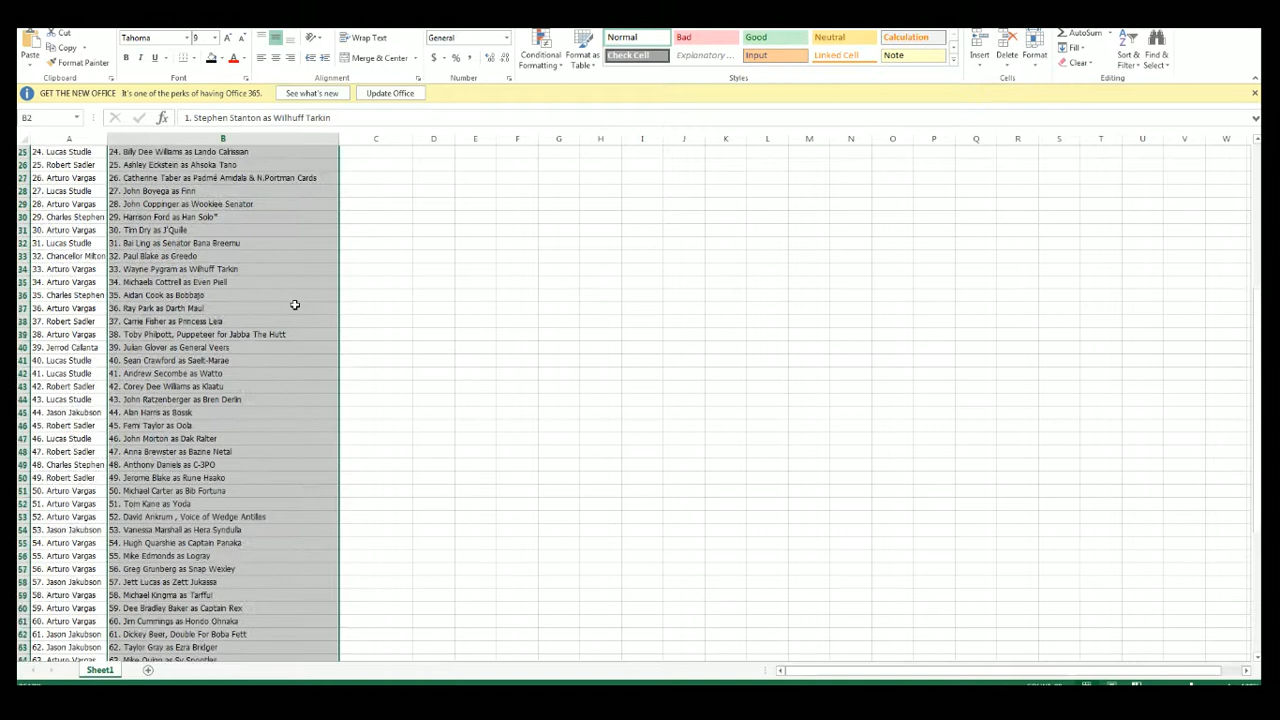 Cut
Tahoma 9
Wrap Text
General
Normal Bad Good Neutral Calculation
AutoSum
Paste
Copy
Format Painter
B I U
Merge & Center
$ % ,
Conditional Formatting
Format as Table
Check Cell Explanatory ... Input Linked Cell Note
Insert Delete Format
Fill
Clear
Sort & Filter
Find & Select
Clipboard Font Alignment Number Styles Cells Editing
GET THE NEW OFFICE It's one of the perks of having Office 365. See what's new Update Office
B2 fx 1. Stephen Stanton as Wilhuff Tarkin
A B C D E F G H I J K L M N O P Q R S T U V W
25 24. Lucas Studle 24. Billy Dee Williams as Lando Calrissian
26 25. Robert Sadler 25. Ashley Eckstein as Ahsoka Tano
27 26. Arturo Vargas 26. Catherine Taber as Padmé Amidala & N.Portman Cards
28 27. Lucas Studle 27. John Boyega as Finn
29 28. Arturo Vargas 28. John Coppinger as Wookiee Senator
30 29. Charles Stephen 29. Harrison Ford as Han Solo"
31 30. Arturo Vargas 30. Tim Dry as J'Quille
32 31. Lucas Studle 31. Bai Ling as Senator Bana Breemu
33 32. Chancellor Milton 32. Paul Blake as Greedo
34 33. Arturo Vargas 33. Wayne Pygram as Wilhuff Tarkin
35 34. Arturo Vargas 34. Michaela Cottrell as Even Piell
36 35. Charles Stephen 35. Aidan Cook as Bobbajo
37 36. Arturo Vargas 36. Ray Park as Darth Maul
38 37. Robert Sadler 37. Carrie Fisher as Princess Leia
39 38. Arturo Vargas 38. Toby Philpott, Puppeteer for Jabba The Hutt
40 39. Jerrod Calanta 39. Julian Glover as General Veers
41 40. Lucas Studle 40. Sean Crawford as Saelt-Marae
42 41. Lucas Studle 41. Andrew Secombe as Watto
43 42. Robert Sadler 42. Corey Dee Williams as Klaatu
44 43. Lucas Studle 43. John Ratzenberger as Bren Derlin
45 44. Jason Jakubson 44. Alan Harris as Bossk
46 45. Robert Sadler 45. Femi Taylor as Oola
47 46. Lucas Studle 46. John Morton as Dak Ralter
48 47. Robert Sadler 47. Anna Brewster as Bazine Netal
49 48. Charles Stephen 48. Anthony Daniels as C-3PO
50 49. Robert Sadler 49. Jerome Blake as Rune Haako
51 50. Arturo Vargas 50. Michael Carter as Bib Fortuna
52 51. Arturo Vargas 51. Tom Kane as Yoda
53 52. Arturo Vargas 52. David Ankrum , Voice of Wedge Antilles
54 53. Jason Jakubson 53. Vanessa Marshall as Hera Syndulla
55 54. Arturo Vargas 54. Hugh Quarshie as Captain Panaka
56 55. Arturo Vargas 55. Mike Edmonds as Logray
57 56. Arturo Vargas 56. Greg Grunberg as Snap Wexley
58 57. Jason Jakubson 57. Jett Lucas as Zett Jukassa
59 58. Arturo Vargas 58. Michael Kingma as Tarfful
60 59. Arturo Vargas 59. Dee Bradley Baker as Captain Rex
61 60. Arturo Vargas 60. Jim Cummings as Hondo Ohnaka
62 61. Jason Jakubson 61. Dickey Beer, Double For Boba Fett
63 62. Jason Jakubson 62. Taylor Gray as Ezra Bridger
64 63. Arturo Vargas 63. Mike Quinn as Sy Snootles
Sheet1